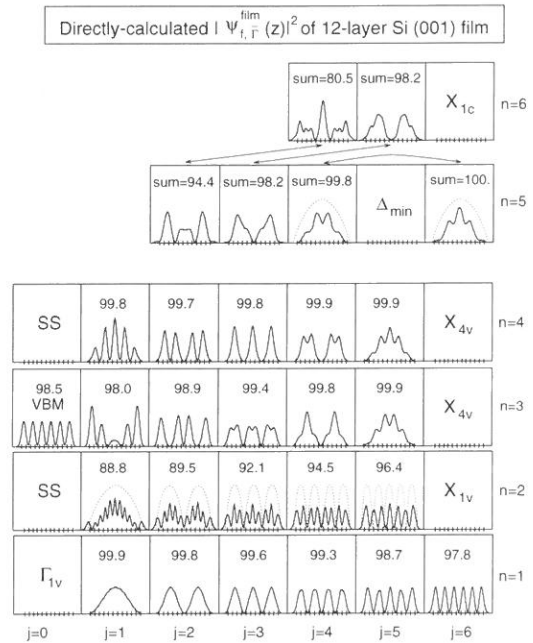 Directly-calculated | Ψ^film_f, Γ̄ (z)|² of 12-layer Si (001) film
sum=80.5 sum=98.2 X₁c n=6
sum=94.4 sum=98.2 sum=99.8 Δmin sum=100. n=5
SS 99.8 99.7 99.8 99.9 99.9 X₄v n=4
98.5 VBM 98.0 98.9 99.4 99.8 99.9 X₄v n=3
SS 88.8 89.5 92.1 94.5 96.4 X₁v n=2
Γ₁v 99.9 99.8 99.6 99.3 98.7 97.8 n=1
j=0 j=1 j=2 j=3 j=4 j=5 j=6